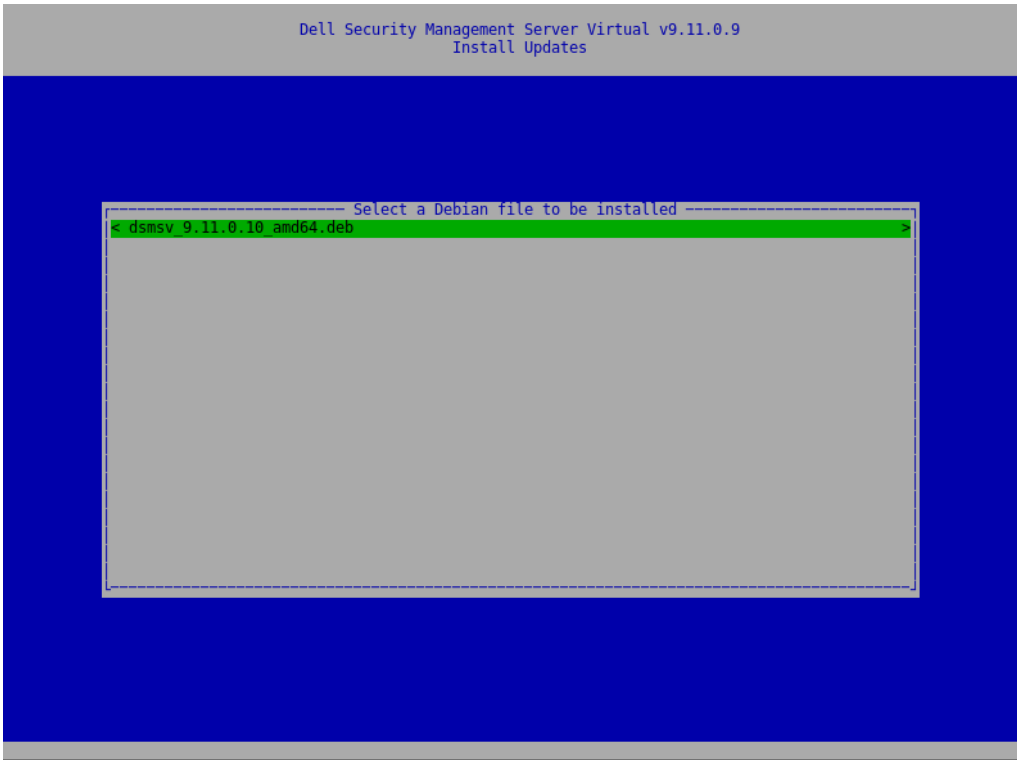 Dell Security Management Server Virtual v9.11.0.9
Install Updates
Select a Debian file to be installed
< dsmsv_9.11.0.10_amd64.deb >